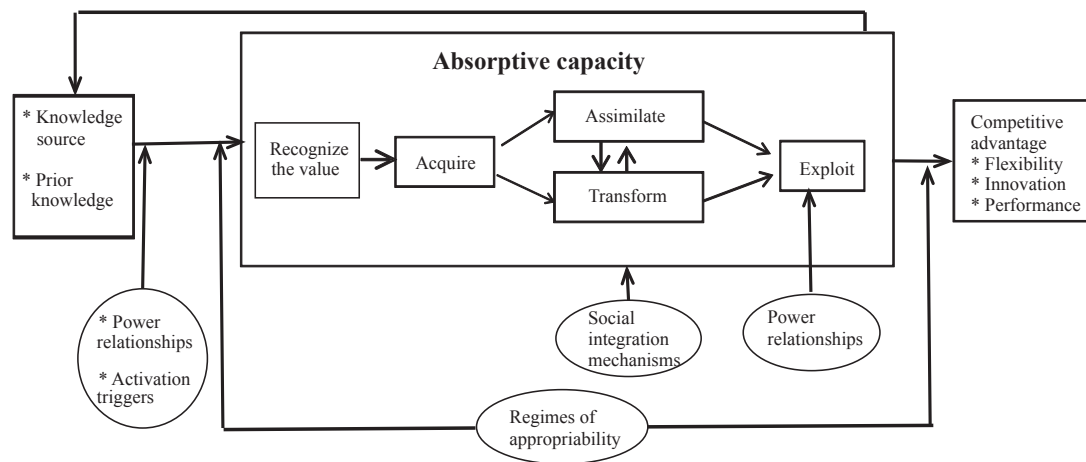 Absorptive capacity
* Knowledge
source
* Prior
knowledge
Recognize
the value
Acquire
Assimilate
Transform
Exploit
Competitive
advantage
* Flexibility
* Innovation
* Performance
* Power
relationships
* Activation
triggers
Social
integration
mechanisms
Power
relationships
Regimes of
appropriability